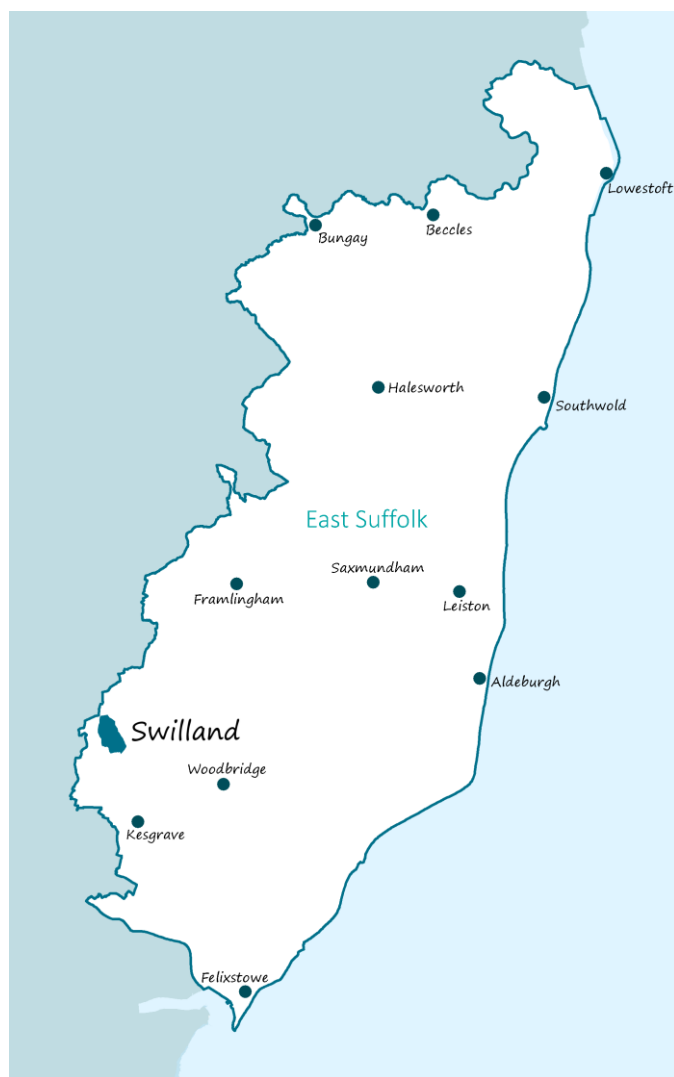 Lowestoft
Beccles
Bungay
Halesworth
Southwold
East Suffolk
Saxmundham
Framlingham
Leiston
Aldeburgh
Swilland
Woodbridge
Kesgrave
Felixstowe